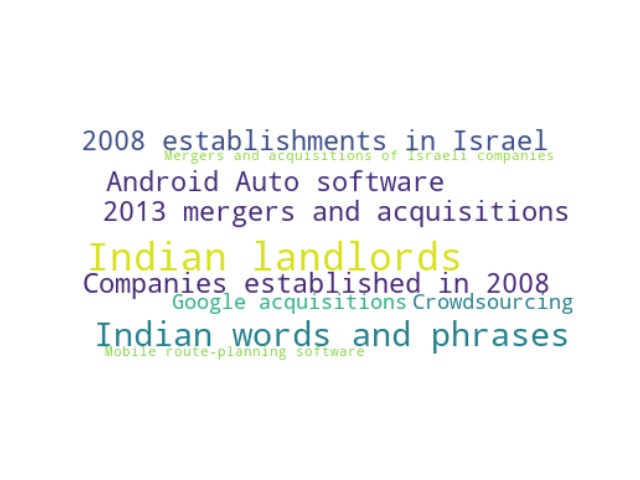 2008 establishments in Israel
Mergers and acquisitions of Israeli companies
Android Auto software
2013 mergers and acquisitions
Indian landlords
Companies established in 2008
Google acquisitions Crowdsourcing
Indian words and phrases
Mobile route-planning software